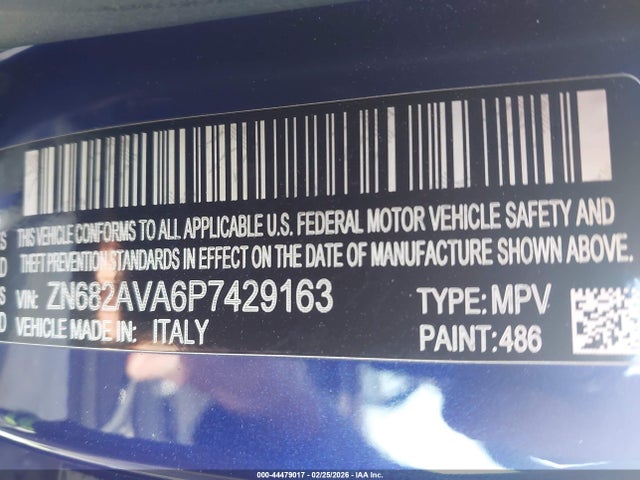 S THIS VEHICLE CONFORMS TO ALL APPLICABLE U.S. FEDERAL MOTOR VEHICLE SAFETY AND
D THEFT PREVENTION STANDARDS IN EFFECT ON THE DATE OF MANUFACTURE SHOWN ABOVE.
S VIN: ZN682AVA6P7429163 TYPE: MPV
D VEHICLE MADE IN: ITALY PAINT:486
000-44479017 - 02/25/2026 - IAA Inc.